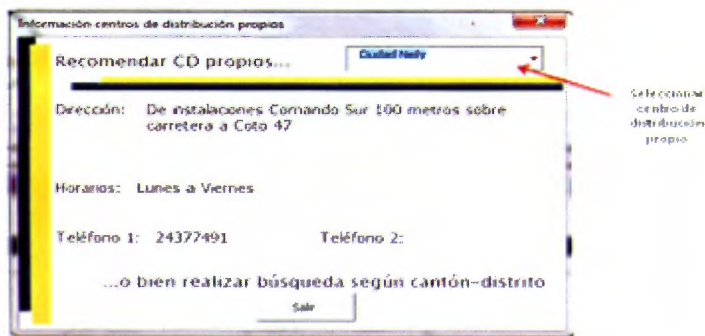 Información centros de distribución propios
Recomendar CD propios...
Ciudad Neily
Seleccionar
centro de
distribución
propio
Dirección: De instalaciones Comando Sur 100 metros sobre
carretera a Coto 47
Horarios: Lunes a Viernes
Teléfono 1: 24377491 Teléfono 2:
...o bien realizar búsqueda según cantón-distrito
Salir